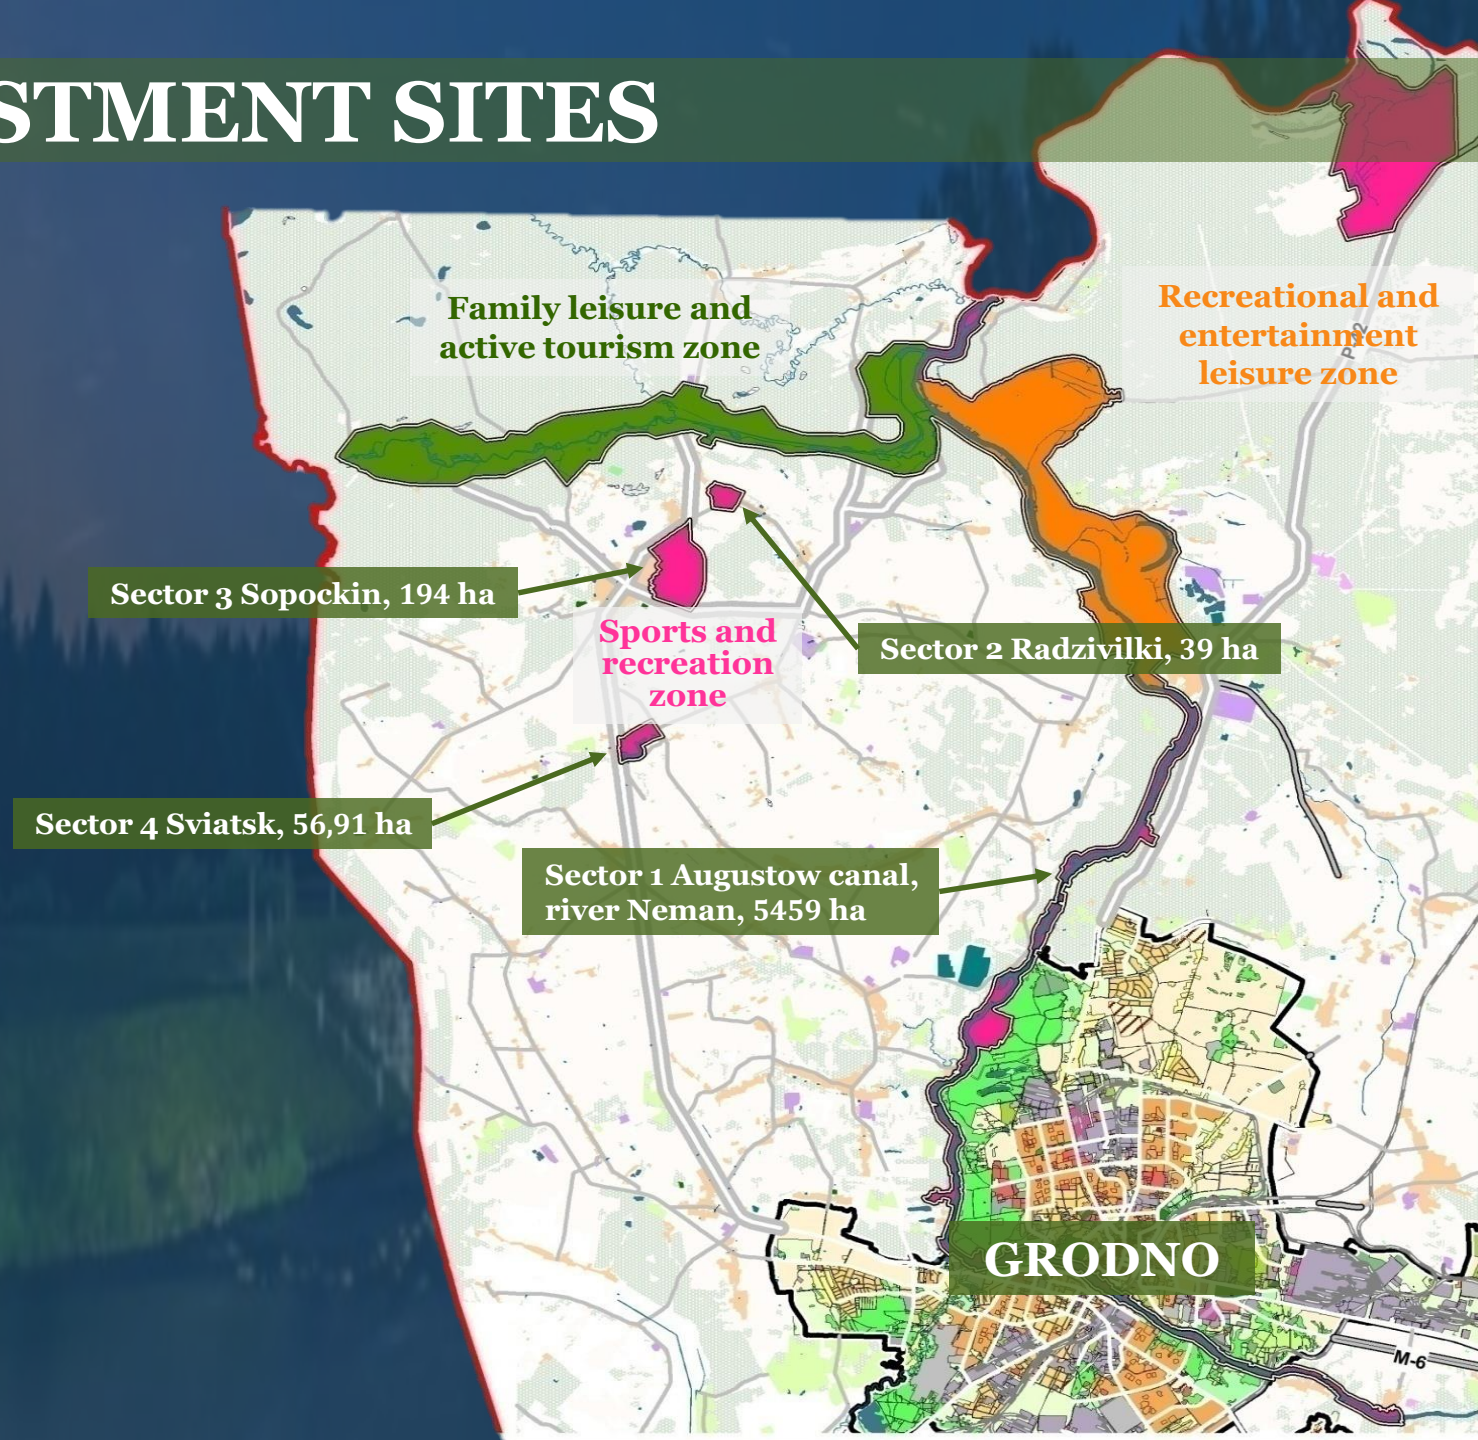 STMENT SITES
Family leisure and
active tourism zone
Recreational and
entertainment
leisure zone
Sector 3 Sopockin, 194 ha
Sports and
recreation
zone
Sector 2 Radzivilki, 39 ha
Sector 4 Sviatsk, 56,91 ha
Sector 1 Augustow canal,
river Neman, 5459 ha
GRODNO
M-6